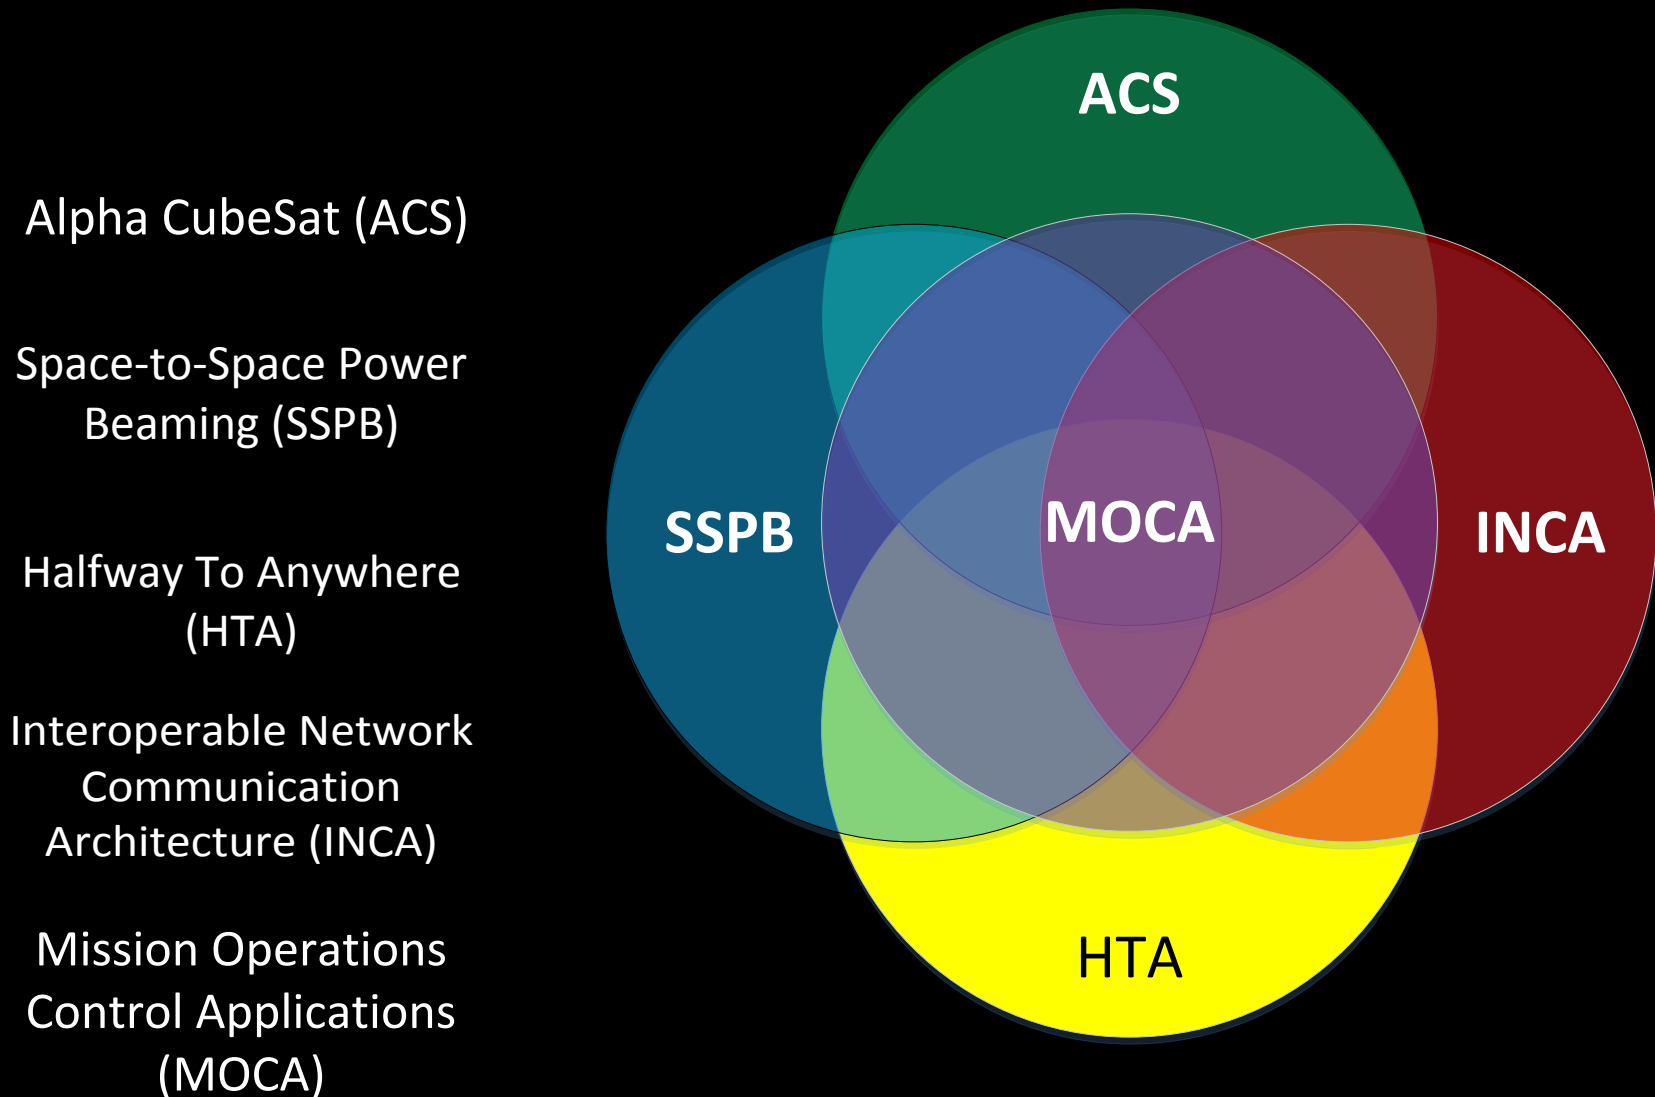 Alpha CubeSat (ACS)
Space-to-Space Power
Beaming (SSPB)
Halfway To Anywhere
(HTA)
Interoperable Network
Communication
Architecture (INCA)
Mission Operations
Control Applications
(MOCA)
ACS
SSPB
MOCA
INCA
HTA